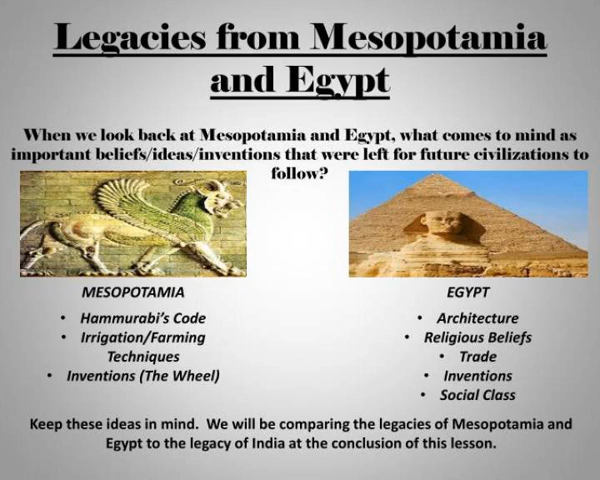 Legacies from Mesopotamia
and Egypt
When we look back at Mesopotamia and Egypt, what comes to mind as
important beliefs/ideas/inventions that were left for future civilizations to
follow?
MESOPOTAMIA
• Hammurabi's Code
• Irrigation/Farming
Techniques
• Inventions (The Wheel)
EGYPT
• Architecture
• Religious Beliefs
• Trade
• Inventions
• Social Class
Keep these ideas in mind. We will be comparing the legacies of Mesopotamia and
Egypt to the legacy of India at the conclusion of this lesson.